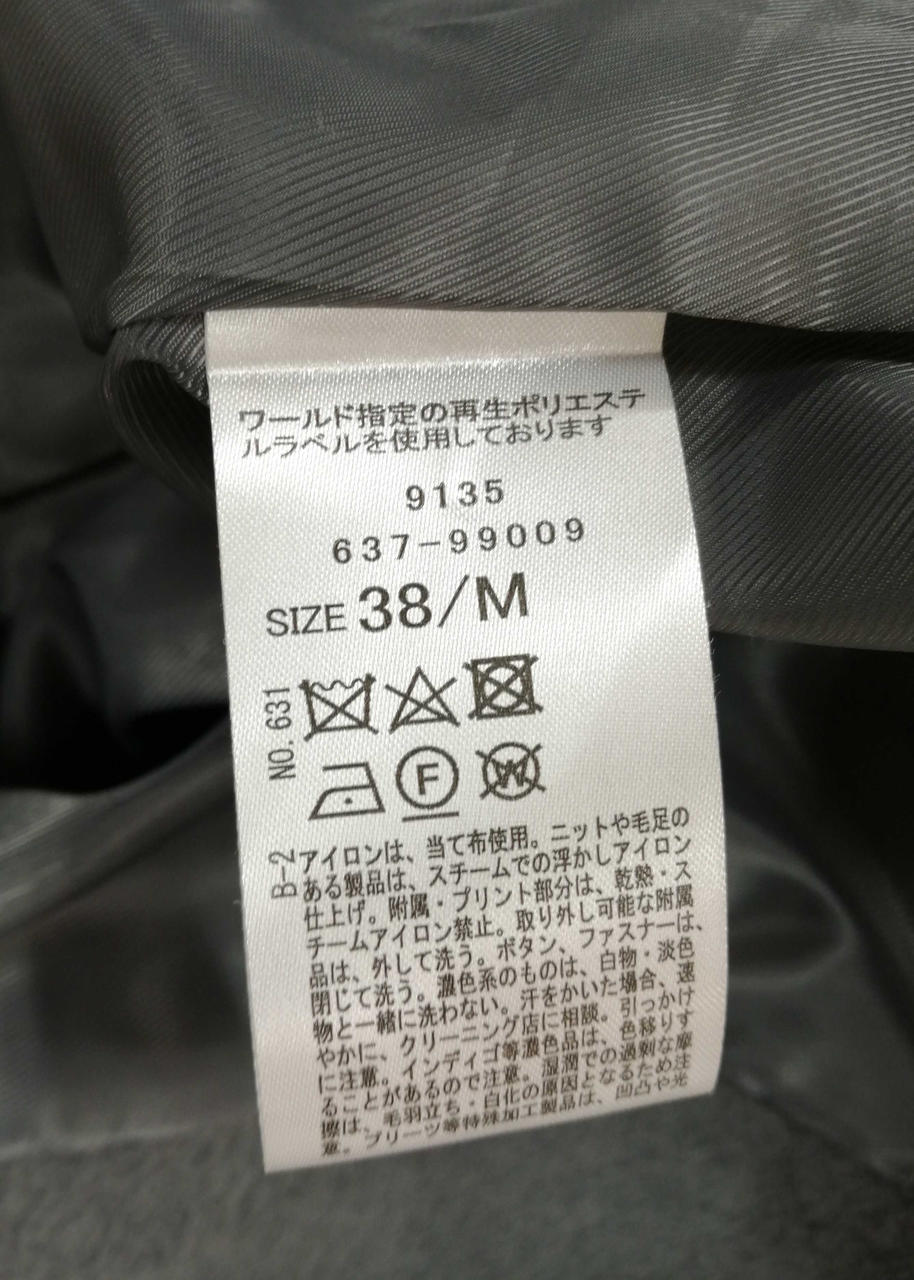 ワールド指定の再生ポリエステ
ルラベルを使用しております
9135
637-99009
SIZE 38/M
NO. 631
F
W
B-2
アイロンは、当て布使用。ニットや毛足の
ある製品は、スチームでの浮かしアイロン
仕上げ。附属・プリント部分は、乾熱・ス
チームアイロン禁止。取り外し可能な附属
品は、外して洗う。ボタン、ファスナーは、
閉じて洗う。濃色系のものは、白物・淡色
物と一緒に洗わない。汗をかいた場合、速
やかに、クリーニング店に相談。引っかけ
に注意。インディゴ等濃色品は、色移りす
ることがあるので注意。湿潤での過剰な摩
擦は、毛羽立ち・白化の原因となるため注
意。プリーツ等特殊加工製品は、凹凸や光